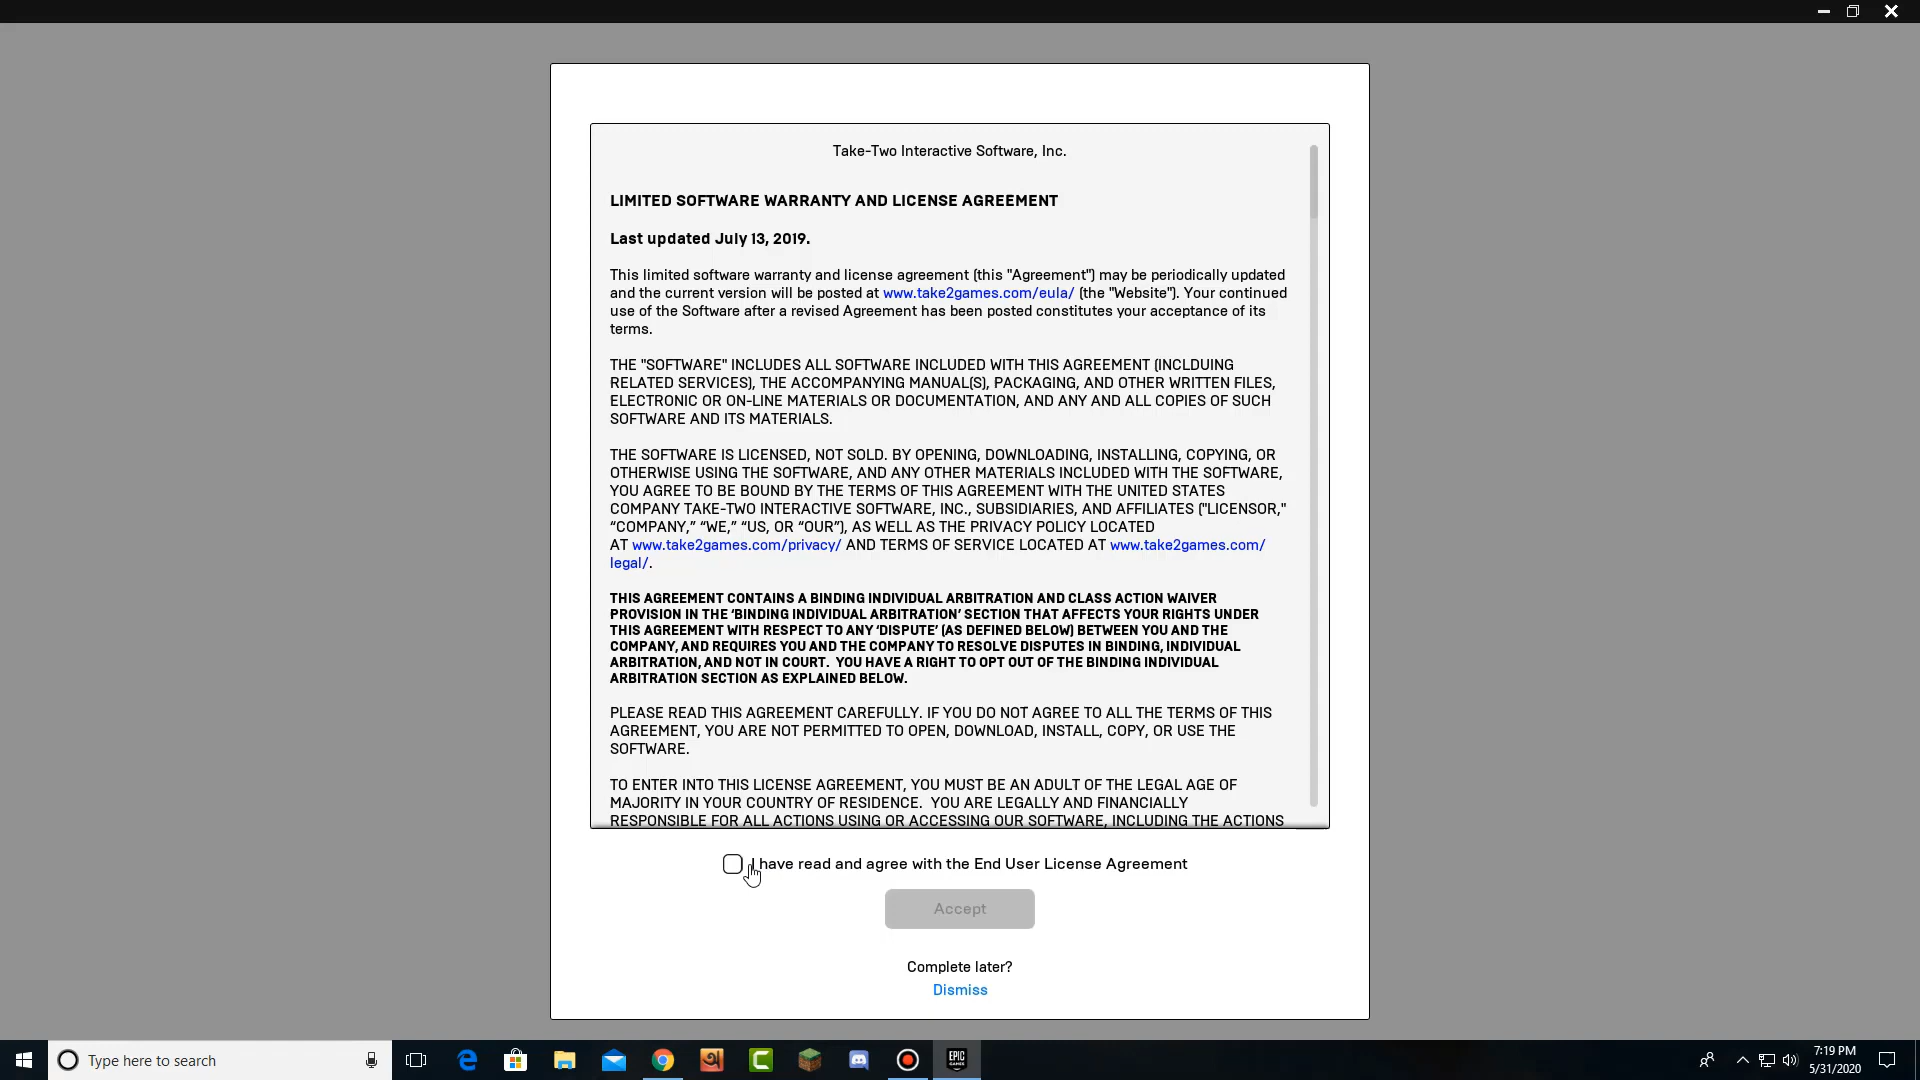 Take-Two Interactive Software, Inc.
LIMITED SOFTWARE WARRANTY AND LICENSE AGREEMENT
Last updated July 13, 2019.
This limited software warranty and license agreement (this "Agreement") may be periodically updated
and the current version will be posted at www.take2games.com/eula/ (the "Website"). Your continued
use of the Software after a revised Agreement has been posted constitutes your acceptance of its
terms.
THE "SOFTWARE" INCLUDES ALL SOFTWARE INCLUDED WITH THIS AGREEMENT (INCLDUING
RELATED SERVICES), THE ACCOMPANYING MANUAL(S), PACKAGING, AND OTHER WRITTEN FILES,
ELECTRONIC OR ON-LINE MATERIALS OR DOCUMENTATION, AND ANY AND ALL COPIES OF SUCH
SOFTWARE AND ITS MATERIALS.
THE SOFTWARE IS LICENSED, NOT SOLD. BY OPENING, DOWNLOADING, INSTALLING, COPYING, OR
OTHERWISE USING THE SOFTWARE, AND ANY OTHER MATERIALS INCLUDED WITH THE SOFTWARE,
YOU AGREE TO BE BOUND BY THE TERMS OF THIS AGREEMENT WITH THE UNITED STATES
COMPANY TAKE-TWO INTERACTIVE SOFTWARE, INC., SUBSIDIARIES, AND AFFILIATES ("LICENSOR,"
“COMPANY,” “WE,” “US, OR “OUR”), AS WELL AS THE PRIVACY POLICY LOCATED
AT www.take2games.com/privacy/ AND TERMS OF SERVICE LOCATED AT www.take2games.com/
legal/.
THIS AGREEMENT CONTAINS A BINDING INDIVIDUAL ARBITRATION AND CLASS ACTION WAIVER
PROVISION IN THE ‘BINDING INDIVIDUAL ARBITRATION’ SECTION THAT AFFECTS YOUR RIGHTS UNDER
THIS AGREEMENT WITH RESPECT TO ANY ‘DISPUTE’ (AS DEFINED BELOW) BETWEEN YOU AND THE
COMPANY, AND REQUIRES YOU AND THE COMPANY TO RESOLVE DISPUTES IN BINDING, INDIVIDUAL
ARBITRATION, AND NOT IN COURT. YOU HAVE A RIGHT TO OPT OUT OF THE BINDING INDIVIDUAL
ARBITRATION SECTION AS EXPLAINED BELOW.
PLEASE READ THIS AGREEMENT CAREFULLY. IF YOU DO NOT AGREE TO ALL THE TERMS OF THIS
AGREEMENT, YOU ARE NOT PERMITTED TO OPEN, DOWNLOAD, INSTALL, COPY, OR USE THE
SOFTWARE.
TO ENTER INTO THIS LICENSE AGREEMENT, YOU MUST BE AN ADULT OF THE LEGAL AGE OF
MAJORITY IN YOUR COUNTRY OF RESIDENCE. YOU ARE LEGALLY AND FINANCIALLY
RESPONSIBLE FOR ALL ACTIONS USING OR ACCESSING OUR SOFTWARE, INCLUDING THE ACTIONS
I have read and agree with the End User License Agreement
Accept
Complete later?
Dismiss
Type here to search
EPIC
GAMES
7:19 PM
5/31/2020